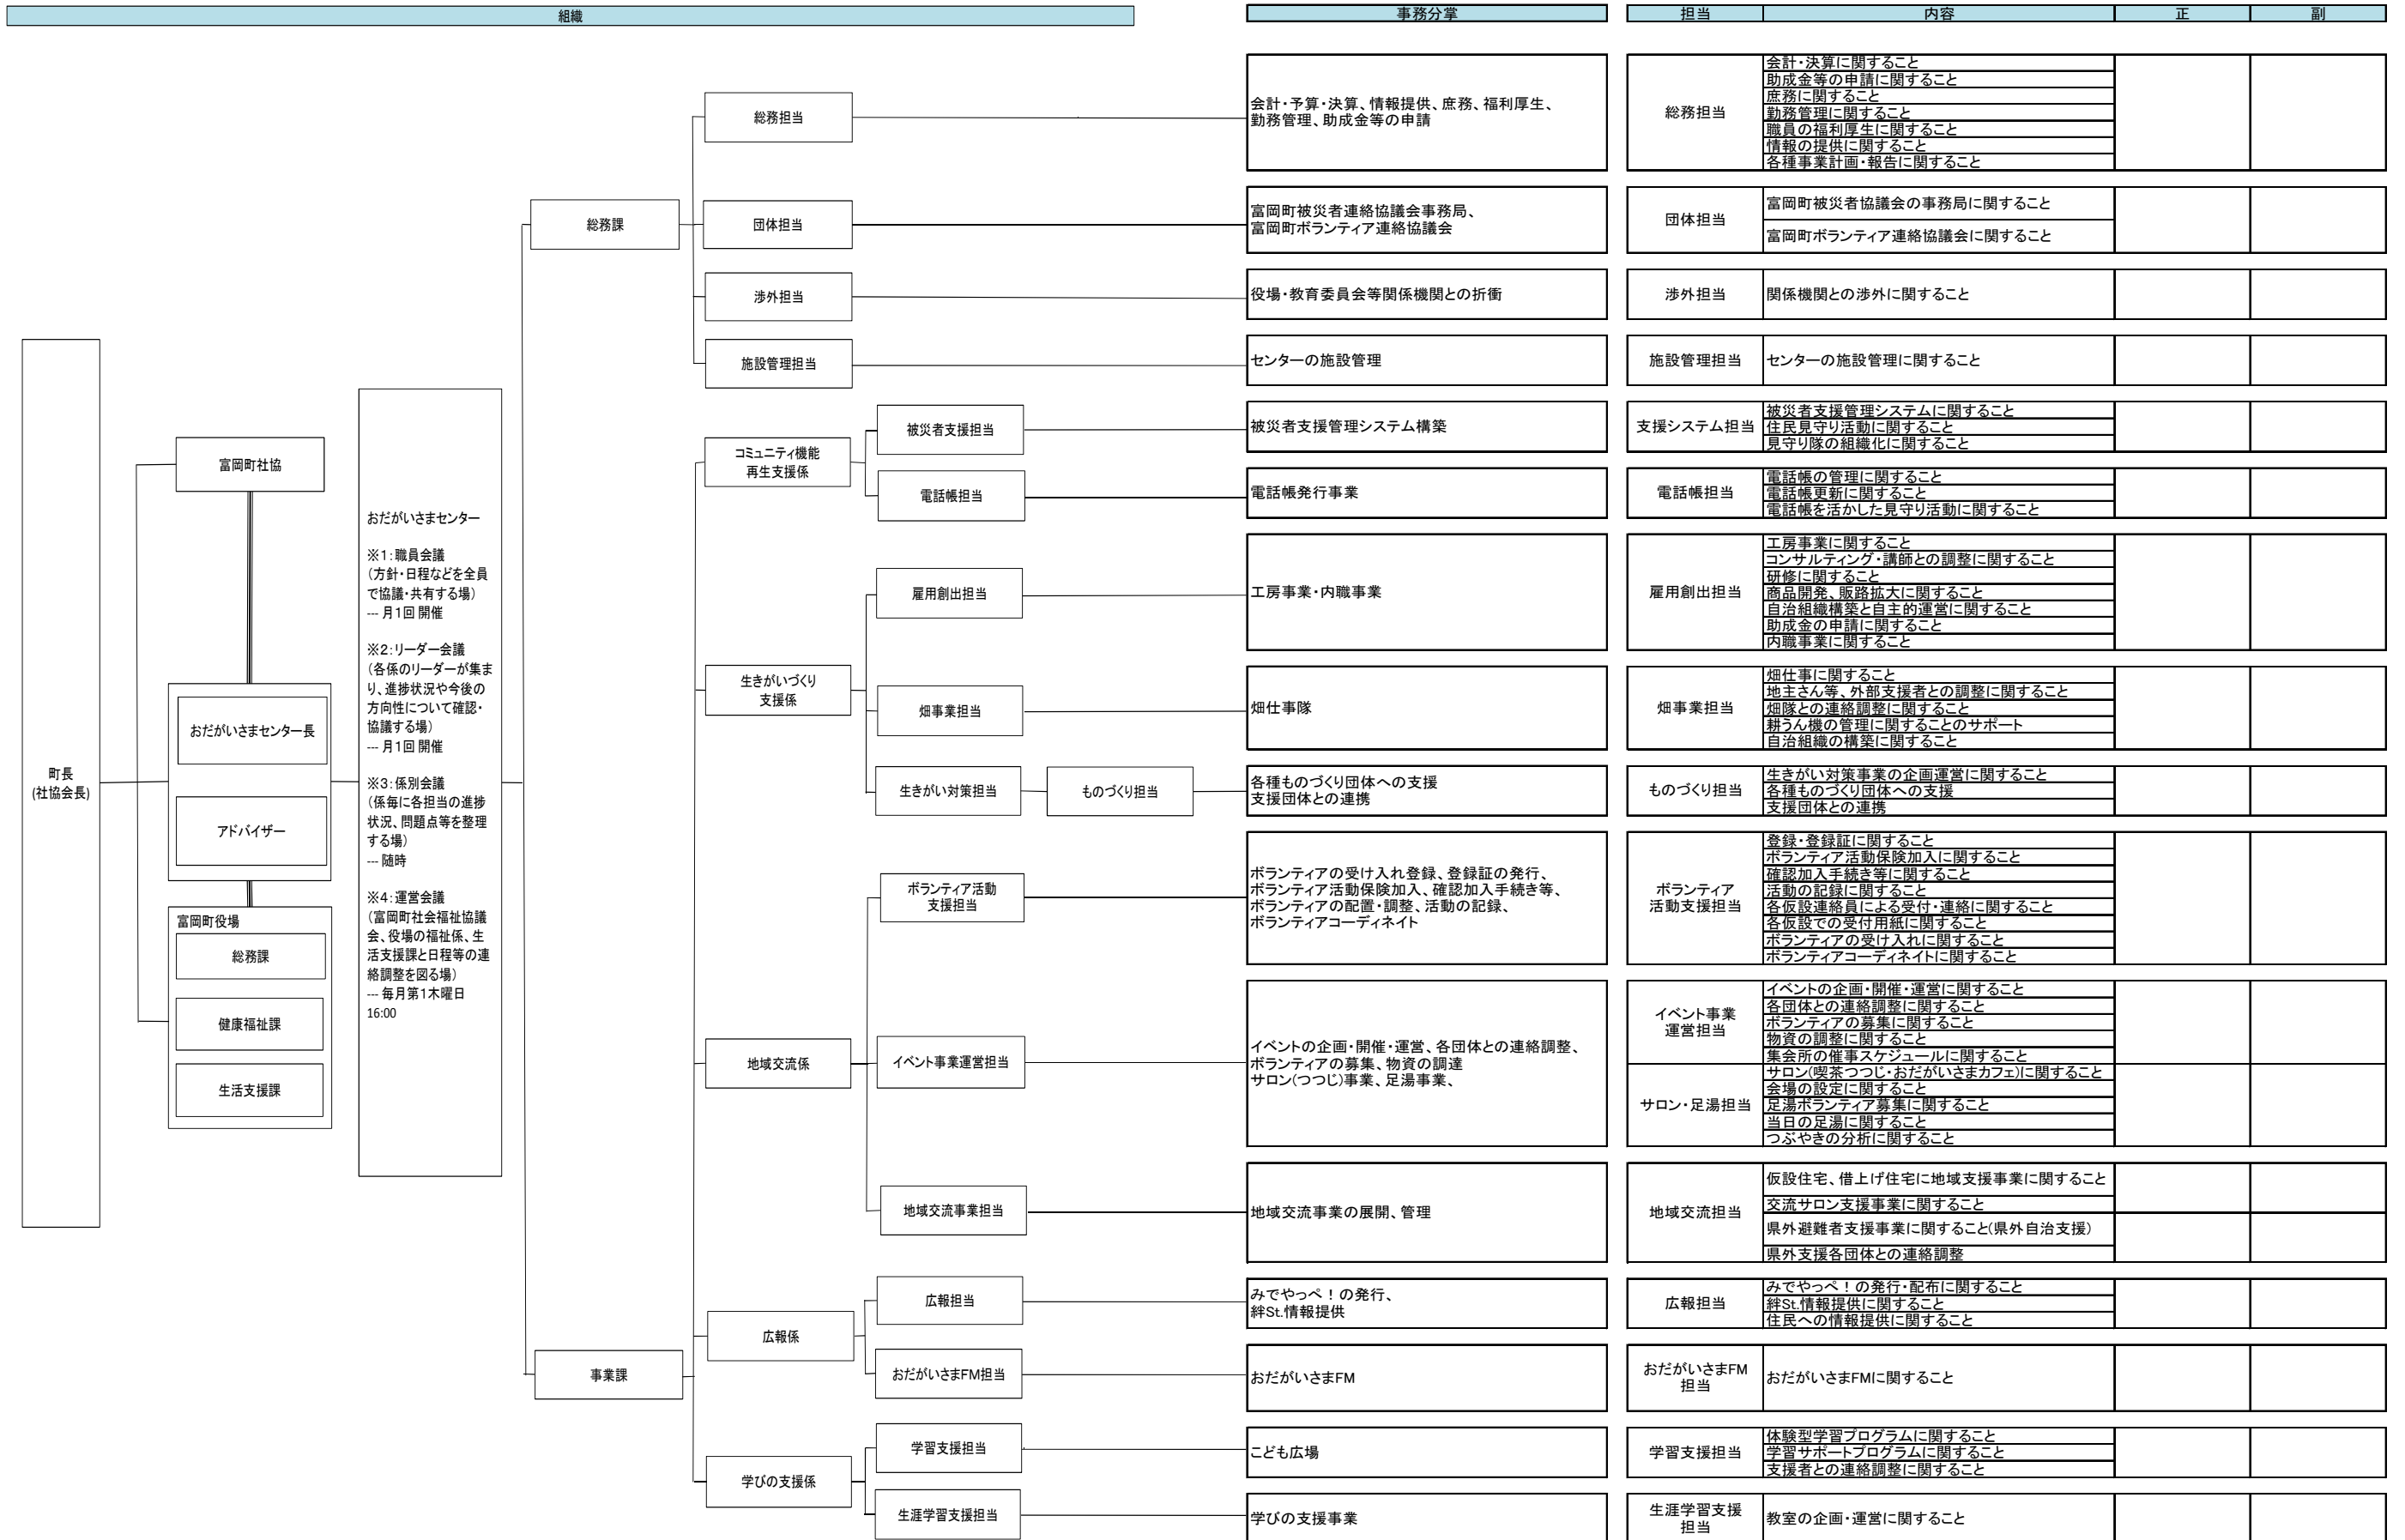 組織
事務分掌
担当
内容
正
副
町長
(社協会長)
富岡町社協
おだがいさまセンター長
アドバイザー
富岡町役場
総務課
健康福祉課
生活支援課
おだがいさまセンター
※1:職員会議
(方針・日程などを全員
で協議・共有する場)
--- 月1回 開催
※2:リーダー会議
(各係のリーダーが集ま
り、進捗状況や今後の
方向性について確認・
協議する場)
--- 月1回 開催
※3:係別会議
(係毎に各担当の進捗
状況、問題点等を整理
する場)
--- 随時
※4:運営会議
(富岡町社会福祉協議
会、役場の福祉係、生
活支援課と日程等の連
絡調整を図る場)
--- 毎月第1木曜日
16:00
総務課
総務担当
団体担当
渉外担当
施設管理担当
事業課
コミュニティ機能
再生支援係
被災者支援担当
電話帳担当
生きがいづくり
支援係
雇用創出担当
畑事業担当
生きがい対策担当
ものづくり担当
地域交流係
ボランティア活動
支援担当
イベント事業運営担当
地域交流事業担当
広報係
広報担当
おだがいさまFM担当
学びの支援係
学習支援担当
生涯学習支援担当
会計・予算・決算、情報提供、庶務、福利厚生、
勤務管理、助成金等の申請
富岡町被災者連絡協議会事務局、
富岡町ボランティア連絡協議会
役場・教育委員会等関係機関との折衝
センターの施設管理
被災者支援管理システム構築
電話帳発行事業
工房事業・内職事業
畑仕事隊
各種ものづくり団体への支援
支援団体との連携
ボランティアの受け入れ登録、登録証の発行、
ボランティア活動保険加入、確認加入手続き等、
ボランティアの配置・調整、活動の記録、
ボランティアコーディネイト
イベントの企画・開催・運営、各団体との連絡調整、
ボランティアの募集、物資の調達
サロン(つつじ)事業、足湯事業、
地域交流事業の展開、管理
みでやっぺ！の発行、
絆St.情報提供
おだがいさまFM
こども広場
学びの支援事業
総務担当
会計・決算に関すること
助成金等の申請に関すること
庶務に関すること
勤務管理に関すること
職員の福利厚生に関すること
情報の提供に関すること
各種事業計画・報告に関すること
団体担当
富岡町被災者協議会の事務局に関すること
富岡町ボランティア連絡協議会に関すること
渉外担当
関係機関との渉外に関すること
施設管理担当
センターの施設管理に関すること
支援システム担当
被災者支援管理システムに関すること
住民見守り活動に関すること
見守り隊の組織化に関すること
電話帳担当
電話帳の管理に関すること
電話帳更新に関すること
電話帳を活かした見守り活動に関すること
雇用創出担当
工房事業に関すること
コンサルティング・講師との調整に関すること
研修に関すること
商品開発、販路拡大に関すること
自治組織構築と自主的運営に関すること
助成金の申請に関すること
内職事業に関すること
畑事業担当
畑仕事に関すること
地主さん等、外部支援者との調整に関すること
畑隊との連絡調整に関すること
耕うん機の管理に関することのサポート
自治組織の構築に関すること
ものづくり担当
生きがい対策事業の企画運営に関すること
各種ものづくり団体への支援
支援団体との連携
ボランティア
活動支援担当
登録・登録証に関すること
ボランティア活動保険加入に関すること
確認加入手続き等に関すること
活動の記録に関すること
各仮設連絡員による受付・連絡に関すること
各仮設での受付用紙に関すること
ボランティアの受け入れに関すること
ボランティアコーディネイトに関すること
イベント事業
運営担当
イベントの企画・開催・運営に関すること
各団体との連絡調整に関すること
ボランティアの募集に関すること
物資の調整に関すること
集会所の催事スケジュールに関すること
サロン・足湯担当
サロン(喫茶つつじ・おだがいさまカフェ)に関すること
会場の設定に関すること
足湯ボランティア募集に関すること
当日の足湯に関すること
つぶやきの分析に関すること
地域交流担当
仮設住宅、借上げ住宅に地域支援事業に関すること
交流サロン支援事業に関すること
県外避難者支援事業に関すること(県外自治支援)
県外支援各団体との連絡調整
広報担当
みでやっぺ！の発行・配布に関すること
絆St.情報提供に関すること
住民への情報提供に関すること
おだがいさまFM
担当
おだがいさまFMに関すること
学習支援担当
体験型学習プログラムに関すること
学習サポートプログラムに関すること
支援者との連絡調整に関すること
生涯学習支援
担当
教室の企画・運営に関すること